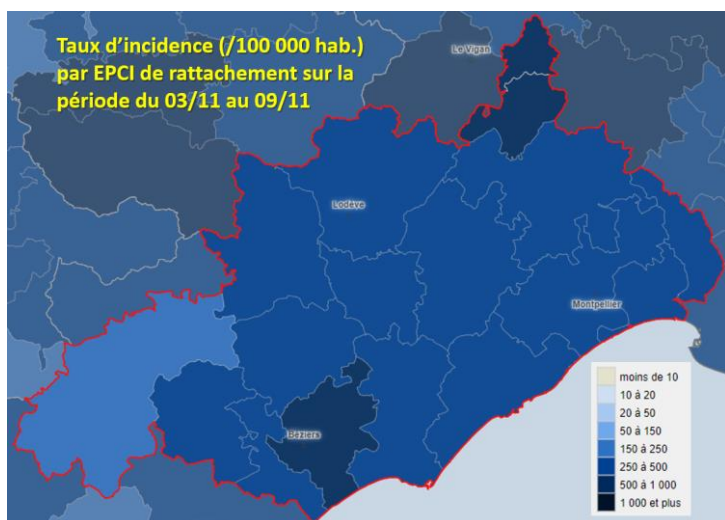 Taux d'incidence (/100 000 hab.)
par EPCI de rattachement sur la
période du 03/11 au 09/11
Le Vigan
Lodève
Montpellier
Béziers
moins de 10
10 à 20
20 à 50
50 à 150
150 à 250
250 à 500
500 à 1 000
1 000 et plus